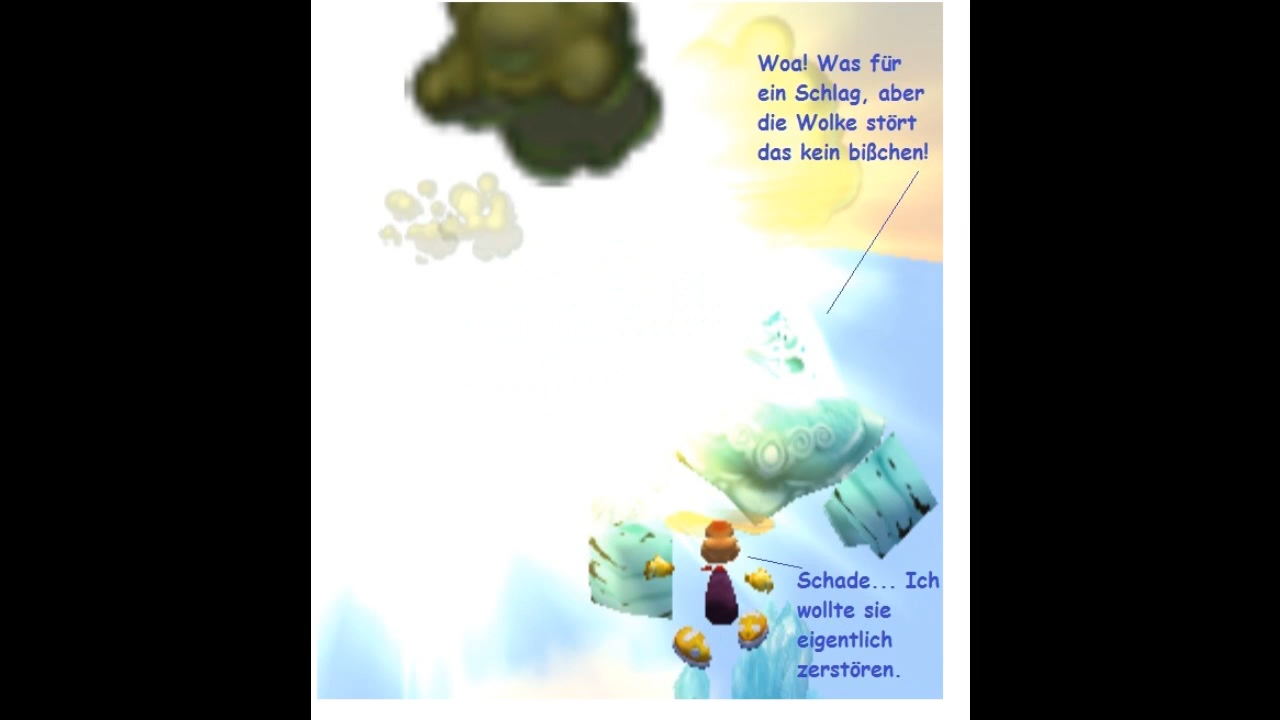 Woa! Was für
ein Schlag, aber
die Wolke stört
das kein bißchen!
Schade... Ich
wollte sie
eigentlich
zerstören.